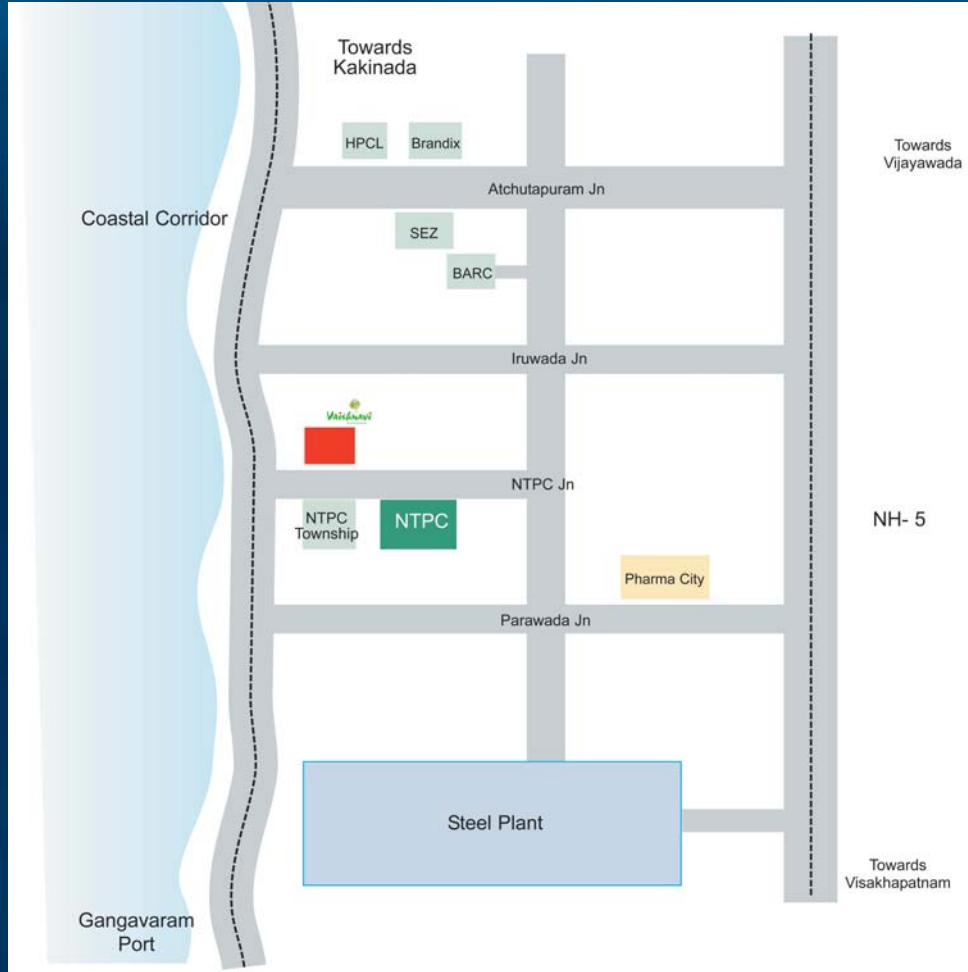 Towards
Kakinada
HPCL
Brandix
Towards
Vijayawada
Atchutapuram Jn
Coastal Corridor
SEZ
BARC
Iruwada Jn
Vaishnavi
NTPC Jn
NTPC
Township
NTPC
NH- 5
Pharma City
Parawada Jn
Steel Plant
Towards
Visakhapatnam
Gangavaram
Port